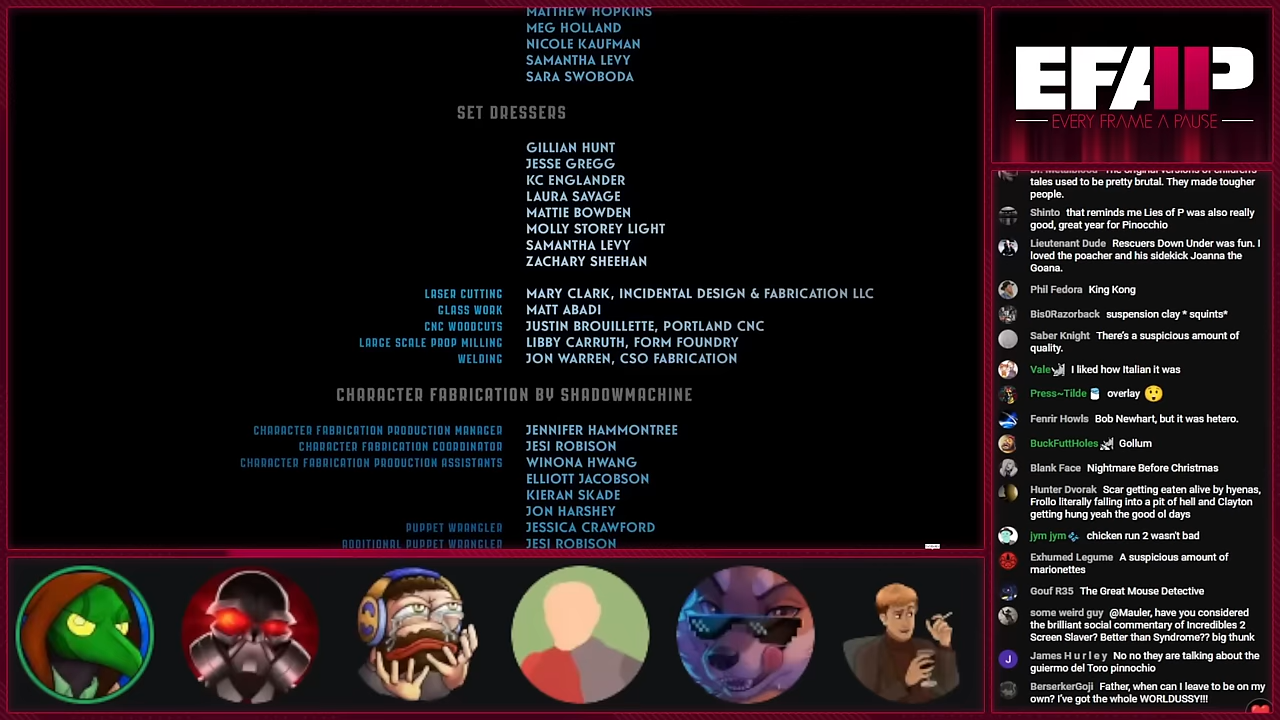 MATTHEW HOPKINS
MEG HOLLAND
NICOLE KAUFMAN
SAMANTHA LEVY
SARA SWOBODA
SET DRESSERS
GILLIAN HUNT
JESSE GREGG
KC ENGLANDER
LAURA SAVAGE
MATTIE BOWDEN
MOLLY STOREY LIGHT
SAMANTHA LEVY
ZACHARY SHEEHAN
LASER CUTTING MARY CLARK, INCIDENTAL DESIGN & FABRICATION LLC
GLASS WORK MATT ABADI
CNC WOODCUTS JUSTIN BROUILLETTE, PORTLAND CNC
LARGE SCALE PROP MILLING LIBBY CARRUTH, FORM FOUNDRY
WELDING JON WARREN, CSO FABRICATION
CHARACTER FABRICATION BY SHADOWMACHINE
CHARACTER FABRICATION PRODUCTION MANAGER JENNIFER HAMMONTREE
CHARACTER FABRICATION COORDINATOR JESI ROBISON
CHARACTER FABRICATION PRODUCTION ASSISTANTS WINONA HWANG
ELLIOTT JACOBSON
KIERAN SKADE
JON HARSHEY
PUPPET WRANGLER JESSICA CRAWFORD
ADDITIONAL PUPPET WRANGLER JESI ROBISON
EFAP
EVERY FRAME A PAUSE
Dr. Metalblood The original versions of children's
tales used to be pretty brutal. They made tougher
people.
Shinto that reminds me Lies of P was also really
good, great year for Pinocchio
Lieutenant Dude Rescuers Down Under was fun. I
loved the poacher and his sidekick Joanna the
Goana.
Phil Fedora King Kong
Bis0Razorback suspension clay * squints*
Saber Knight There's a suspicious amount of
quality.
Vale I liked how Italian it was
Press~Tilde overlay
Fenrir Howls Bob Newhart, but it was hetero.
BuckFuttHoles Gollum
Blank Face Nightmare Before Christmas
Hunter Dvorak Scar getting eaten alive by hyenas,
Frollo literally falling into a pit of hell and Clayton
getting hung yeah the good ol days
jym jym chicken run 2 wasn't bad
Exhumed Legume A suspicious amount of
marionettes
Gouf R35 The Great Mouse Detective
some weird guy @Mauler, have you considered
the brilliant social commentary of Incredibles 2
Screen Slaver? Better than Syndrome?? big thunk
J
James H u r l e y No no they are talking about the
guiermo del Toro pinnochio
BerserkerGoji Father, when can I leave to be on my
own? I've got the whole WORLDUSSY!!!